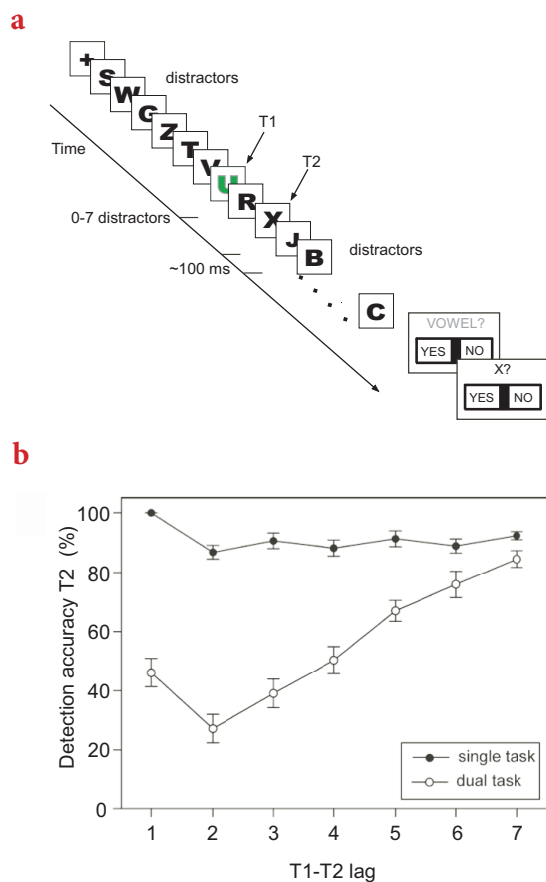 a
+
S
distractors
W
G
Z
T1
T
T2
Time
V
U
R
0-7 distractors
X
J
distractors
B
~100 ms
C
VOWEL?
YES NO
X?
YES NO
b
Detection accuracy T2 (%)
100
80
60
40
20
0
single task
dual task
1 2 3 4 5 6 7
T1-T2 lag